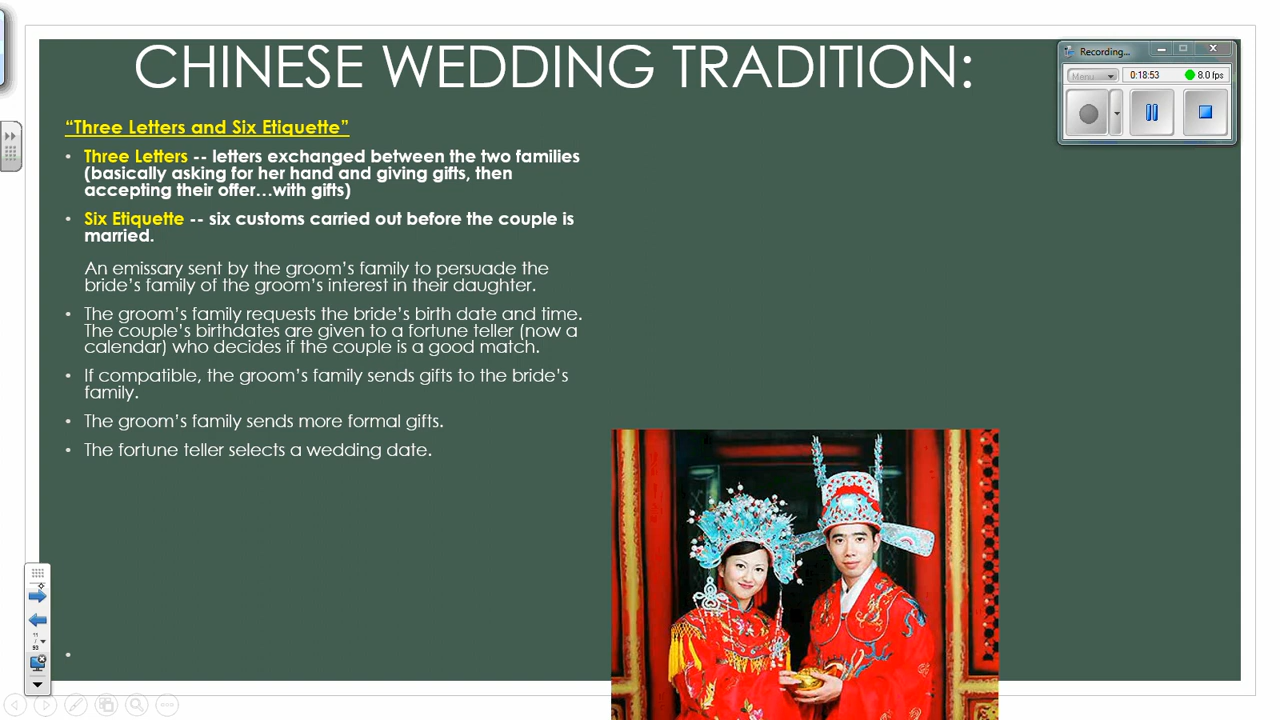 CHINESE WEDDING TRADITION:
Recording...
Menu
0:18:53
8.0 fps
“Three Letters and Six Etiquette”
• Three Letters -- letters exchanged between the two families
(basically asking for her hand and giving gifts, then
accepting their offer…with gifts)
• Six Etiquette -- six customs carried out before the couple is
married.
An emissary sent by the groom’s family to persuade the
bride’s family of the groom’s interest in their daughter.
• The groom’s family requests the bride’s birth date and time.
The couple’s birthdates are given to a fortune teller (now a
calendar) who decides if the couple is a good match.
• If compatible, the groom’s family sends gifts to the bride’s
family.
• The groom’s family sends more formal gifts.
• The fortune teller selects a wedding date.
•
11
/
93